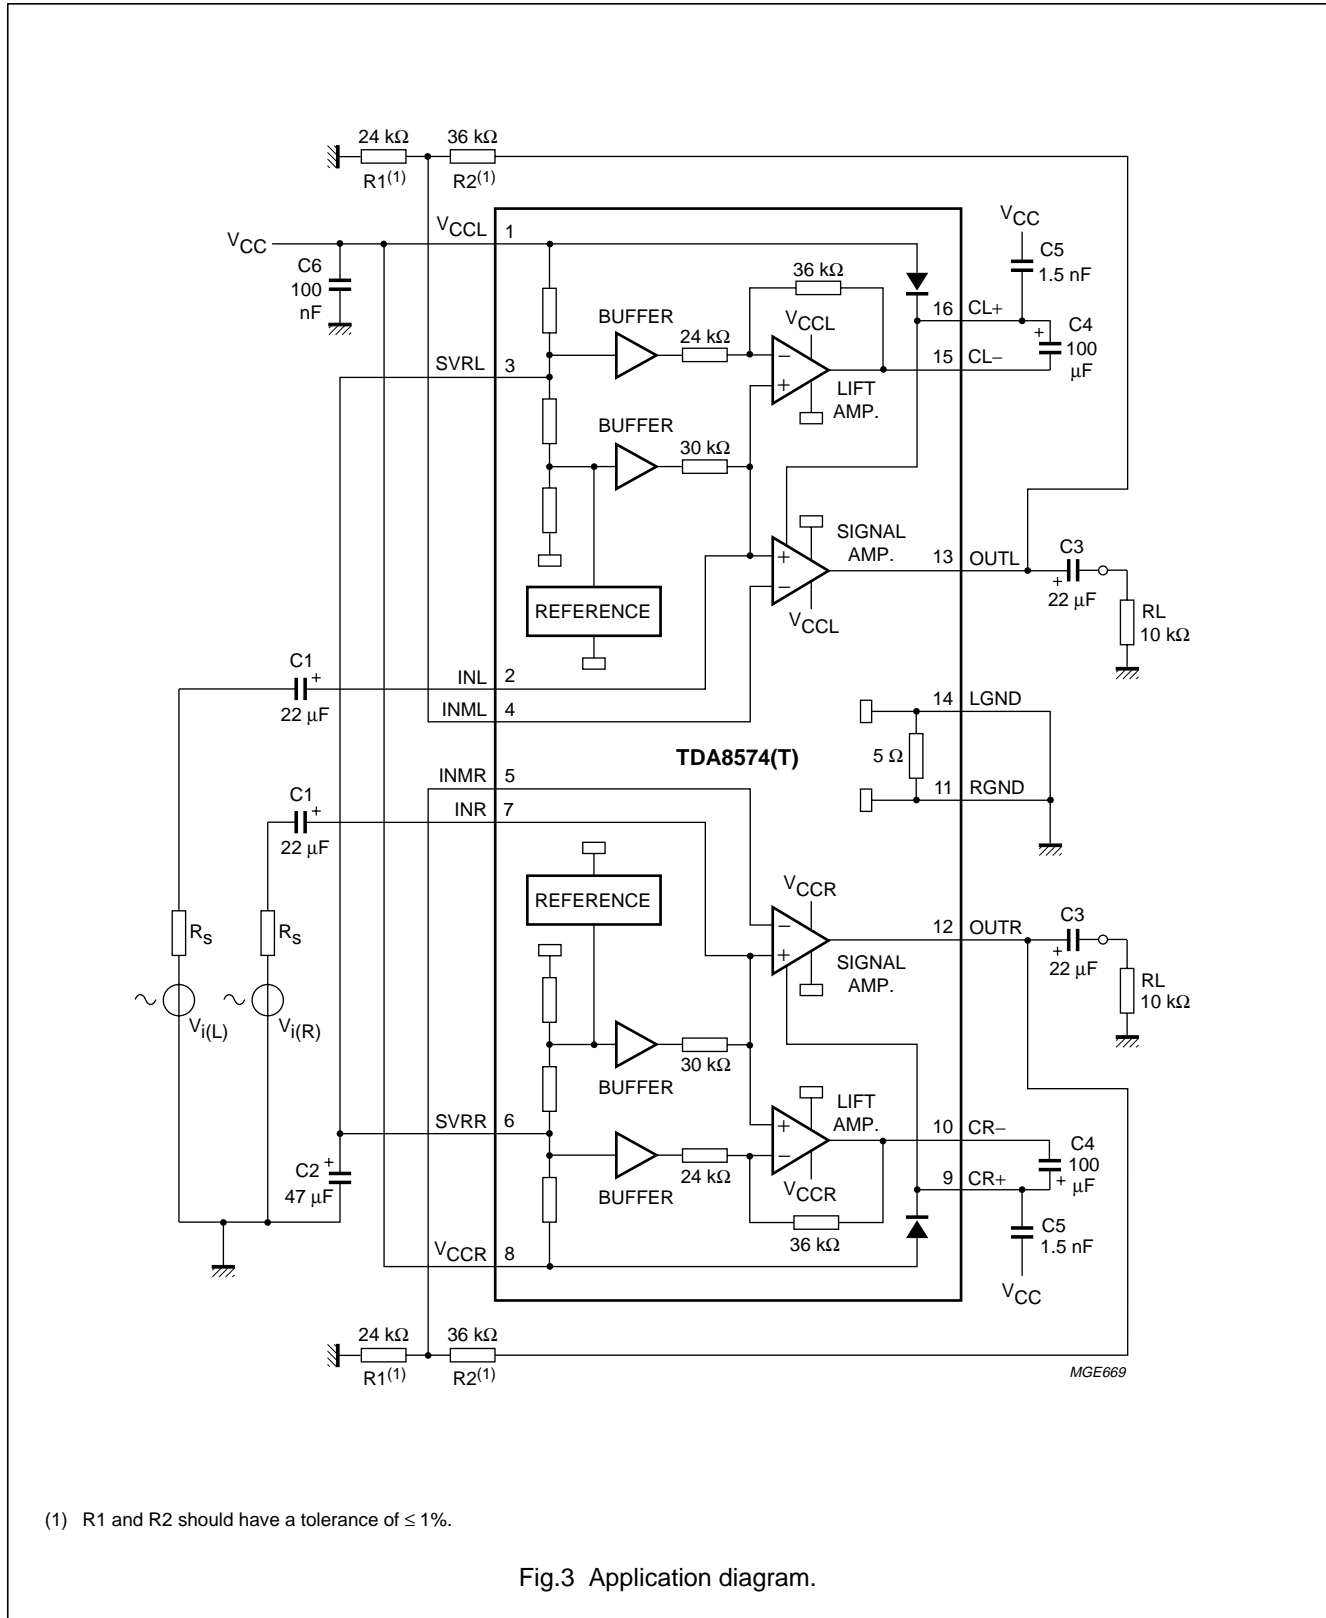 24 kΩ 36 kΩ
R1(1) R2(1)
VCCL 1
VCC
C6
100
nF
VCC
C5
1.5 nF
36 kΩ
BUFFER
24 kΩ
VCCL
16 CL+
+ C4
100
μF
SVRL 3
−
+
15 CL−
LIFT
AMP.
BUFFER
30 kΩ
SIGNAL
AMP.
+
−
13 OUTL
C3
+
22 μF
REFERENCE
VCCL
RL
10 kΩ
C1
+
22 μF
INL 2
INML 4
14 LGND
TDA8574(T)
5 Ω
INMR 5
11 RGND
C1
+
22 μF
INR 7
VCCR
REFERENCE
−
+
12 OUTR
C3
+
22 μF
Rs Rs
SIGNAL
AMP.
RL
10 kΩ
Vi(L) Vi(R)
BUFFER
30 kΩ
LIFT
AMP.
SVRR 6
+
−
10 CR−
C4
100
+ μF
C2 +
47 μF
BUFFER
24 kΩ
VCCR
9 CR+
36 kΩ
C5
1.5 nF
VCCR 8
VCC
24 kΩ 36 kΩ
R1(1) R2(1)
MGE669
(1) R1 and R2 should have a tolerance of ≤ 1%.
Fig.3 Application diagram.